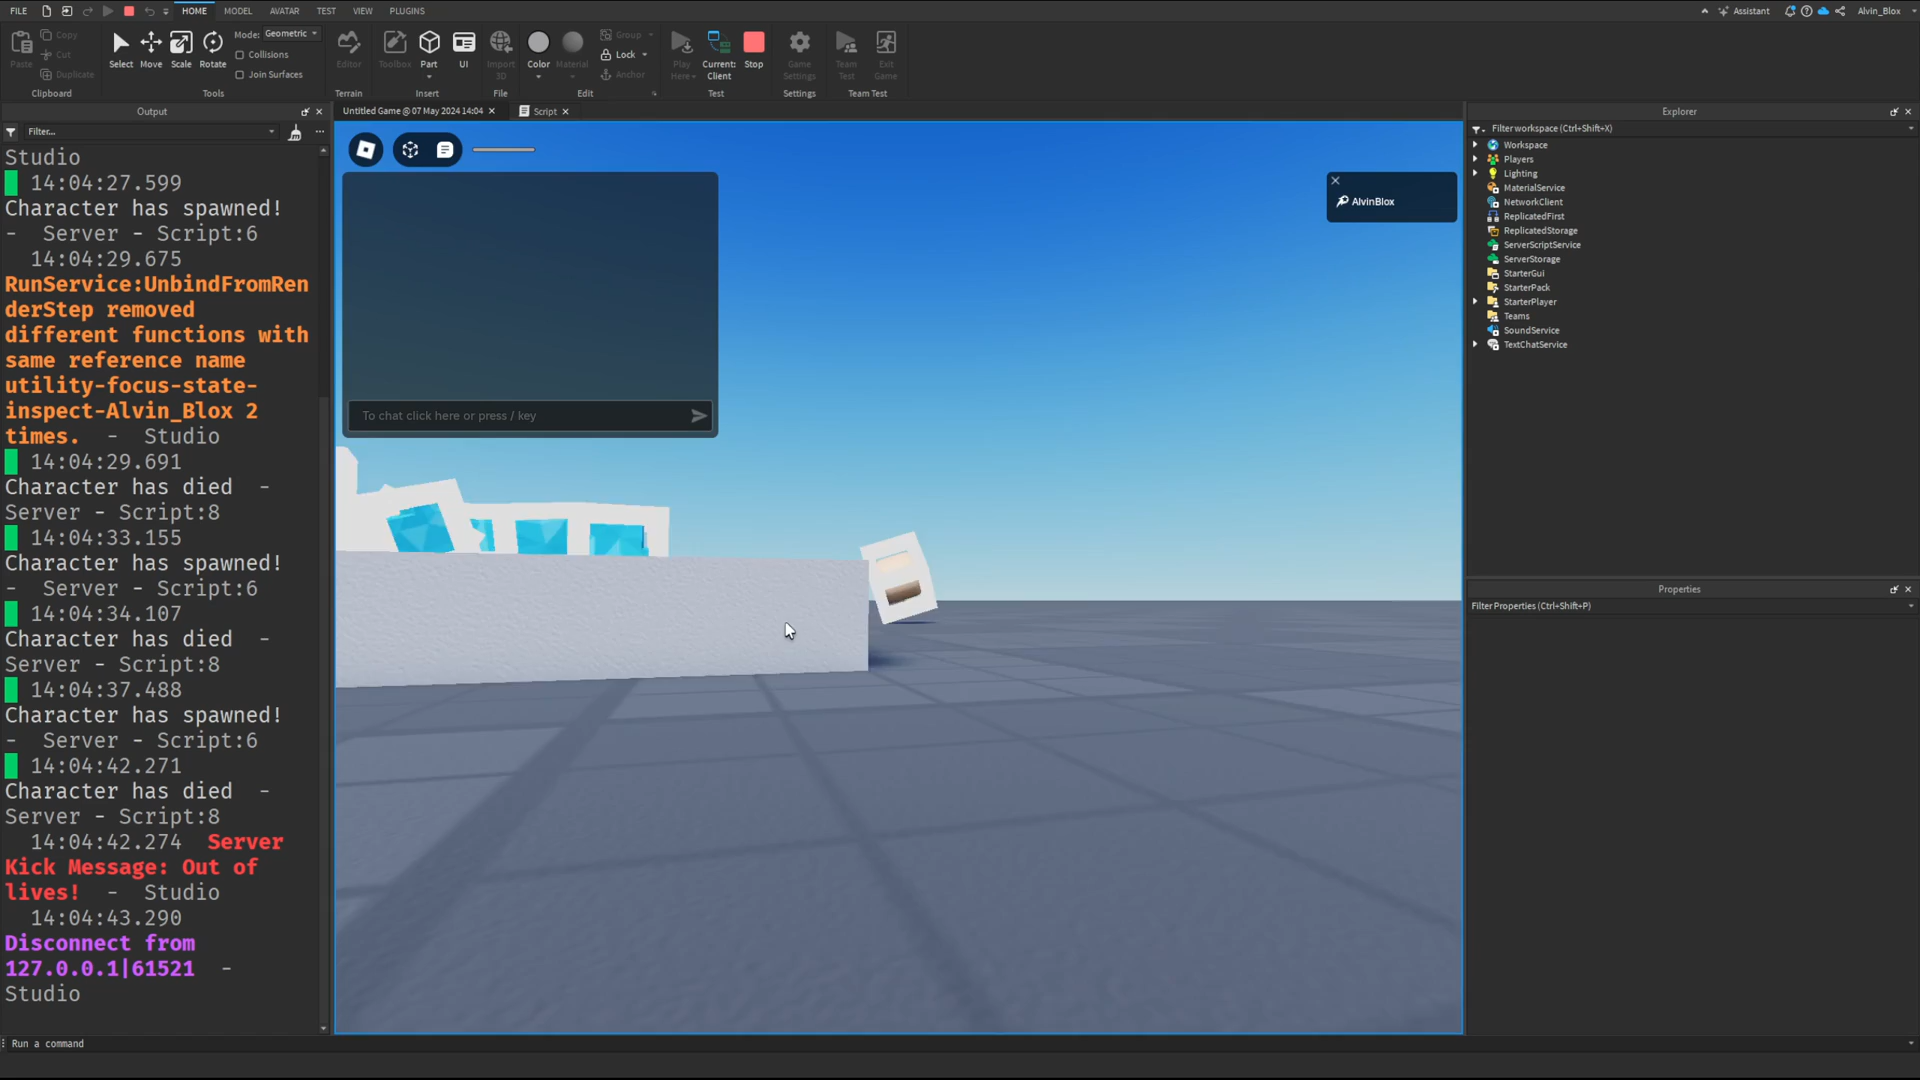 FILE HOME MODEL AVATAR TEST VIEW PLUGINS Assistant Alvin_Blox
Paste Copy Cut Duplicate Clipboard
Select Move Scale Rotate Mode: Geometric Collisions Join Surfaces Tools
Editor Terrain
Toolbox Part UI Insert
Import 3D File
Color Material Group Lock Anchor Edit
Play Here Current: Client Stop Test
Game Settings Settings
Team Test Exit Game Team Test
Output
Filter...
Studio
14:04:27.599
Character has spawned!
- Server - Script:6
14:04:29.675
RunService:UnbindFromRen
derStep removed
different functions with
same reference name
utility-focus-state-
inspect-Alvin_Blox 2
times. - Studio
14:04:29.691
Character has died -
Server - Script:8
14:04:33.155
Character has spawned!
- Server - Script:6
14:04:34.107
Character has died -
Server - Script:8
14:04:37.488
Character has spawned!
- Server - Script:6
14:04:42.271
Character has died -
Server - Script:8
14:04:42.274 Server
Kick Message: Out of
lives! - Studio
14:04:43.290
Disconnect from
127.0.0.1|61521 -
Studio
Run a command
Untitled Game @ 07 May 2024 14:04 Script
To chat click here or press / key
AlvinBlox
Explorer
Filter workspace (Ctrl+Shift+X)
Workspace
Players
Lighting
MaterialService
NetworkClient
ReplicatedFirst
ReplicatedStorage
ServerScriptService
ServerStorage
StarterGui
StarterPack
StarterPlayer
Teams
SoundService
TextChatService
Properties
Filter Properties (Ctrl+Shift+P)